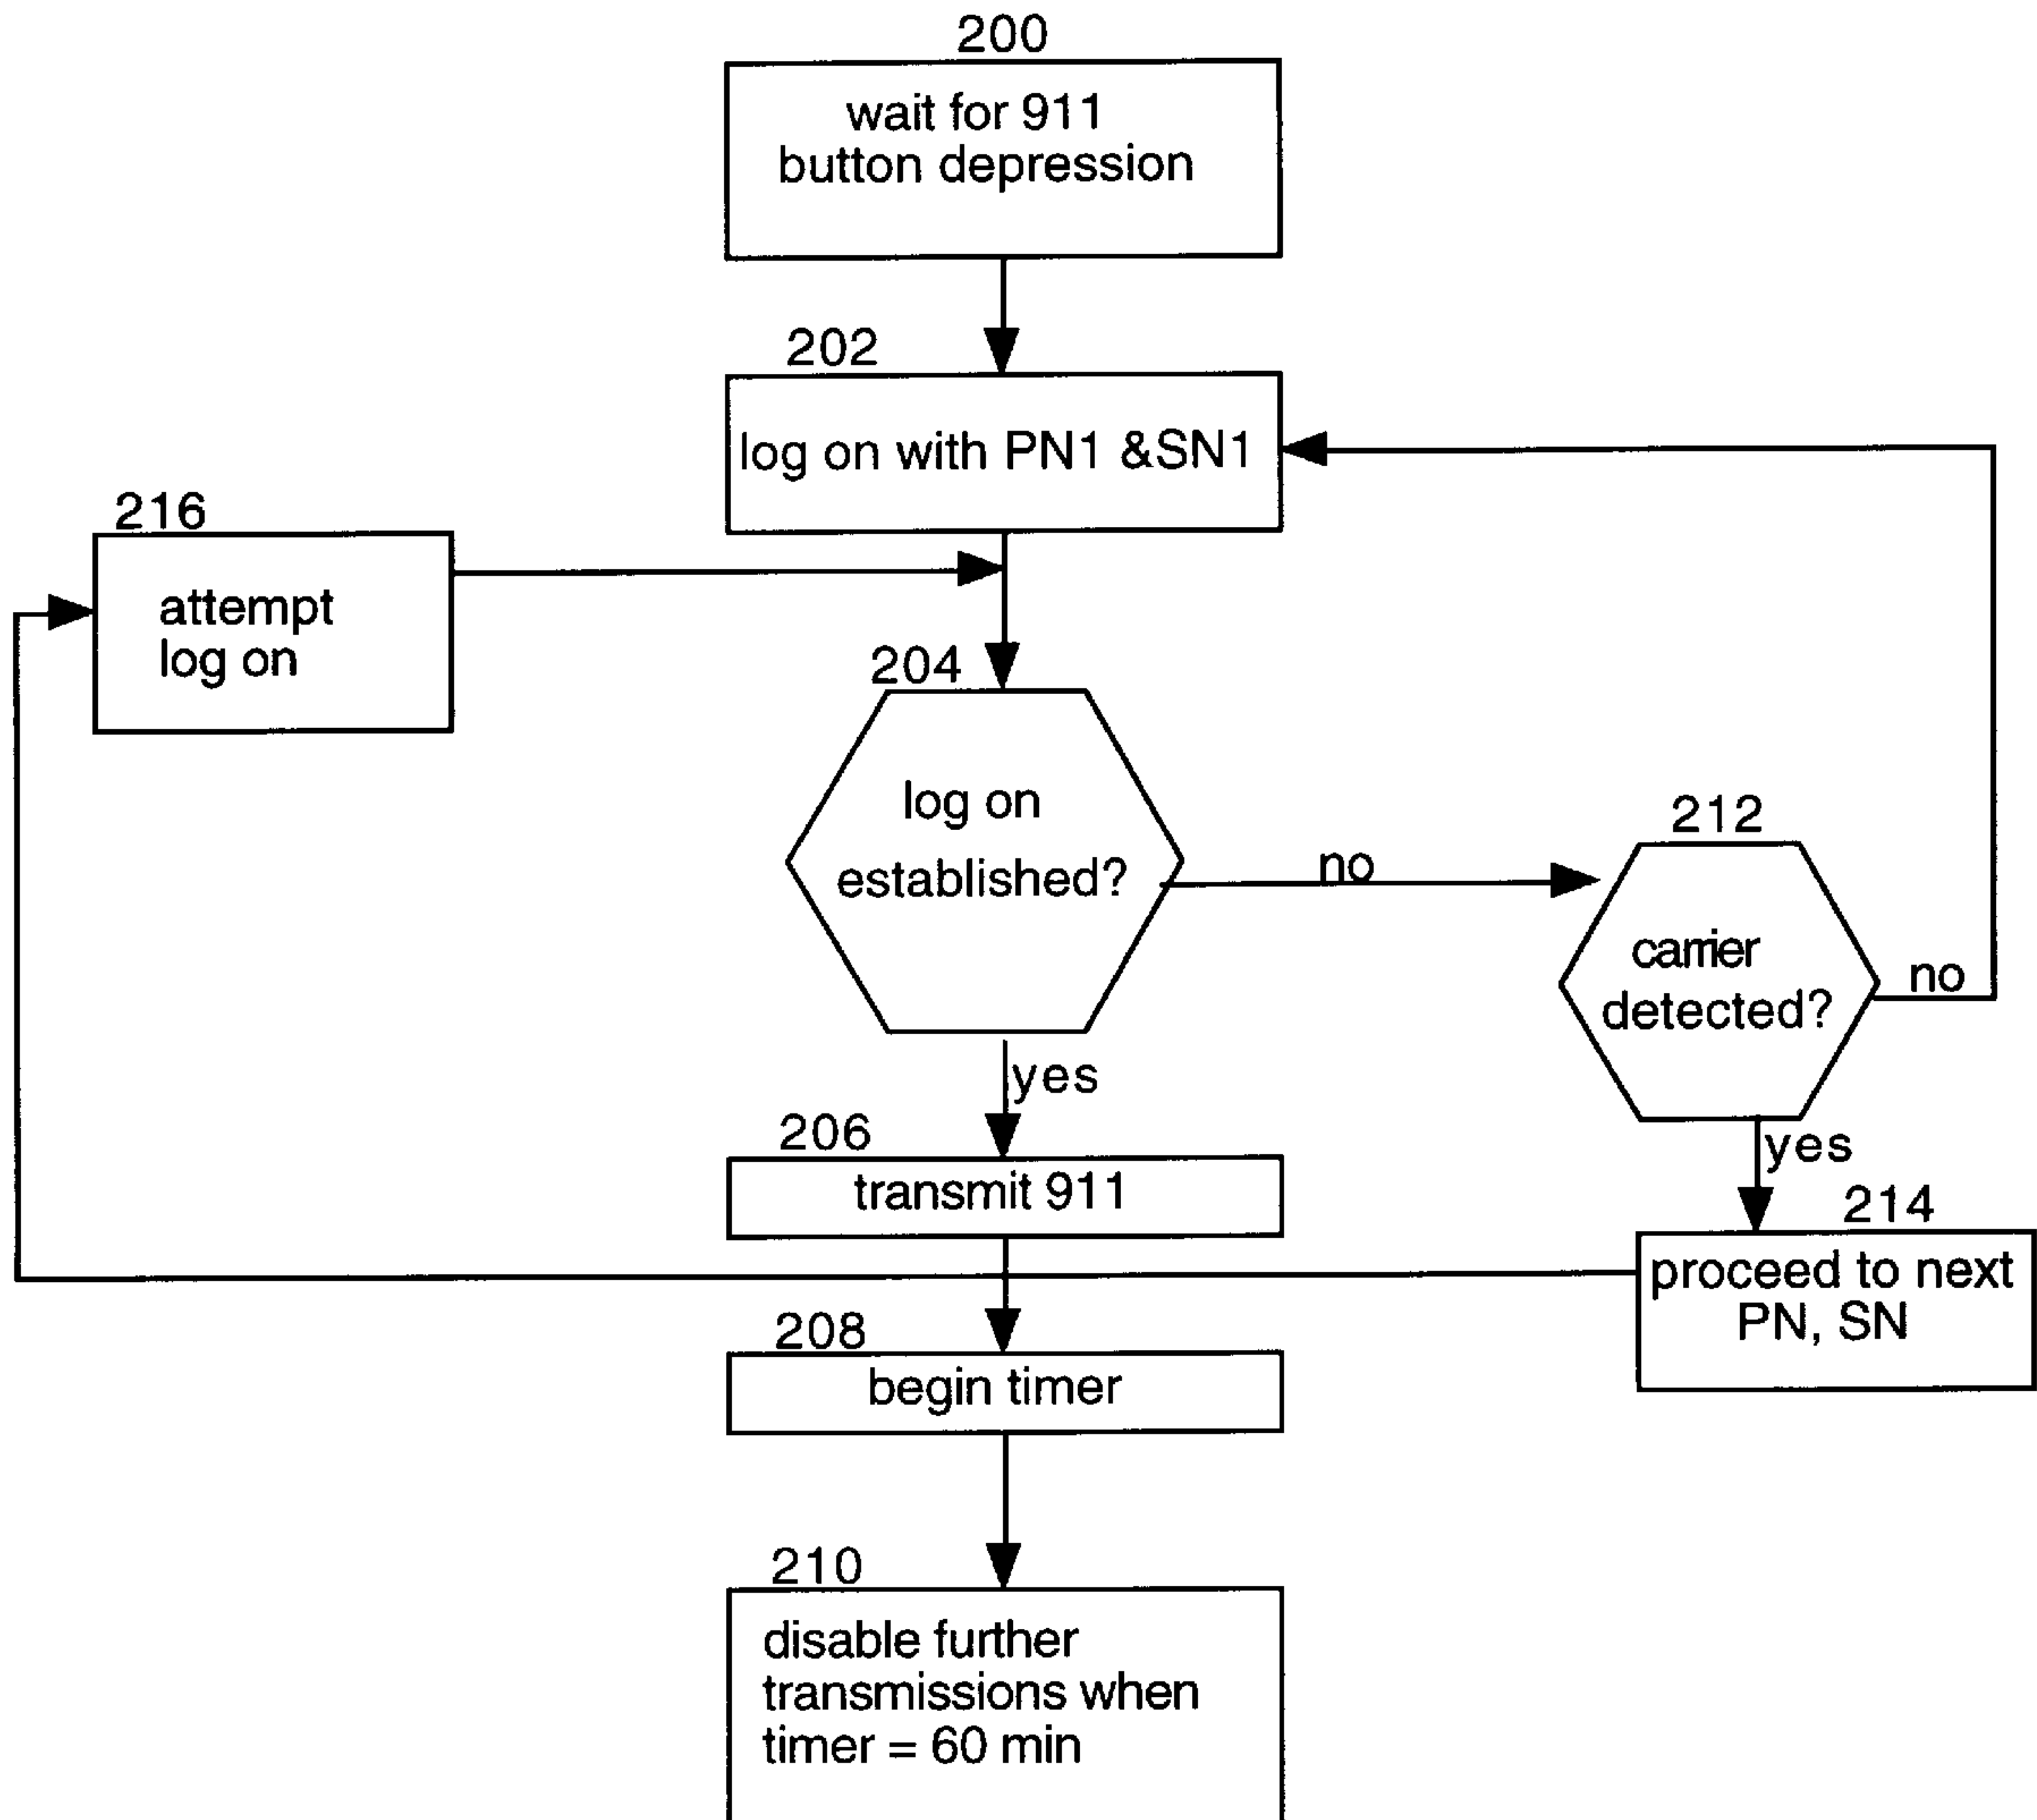 200
wait for 911
button depression
202
log on with PN1 &SN1
216
attempt
log on
204
log on
established?
no
212
carrier
detected?
no
yes
206
transmit 911
yes
214
proceed to next
PN, SN
208
begin timer
210
disable further
transmissions when
timer = 60 min